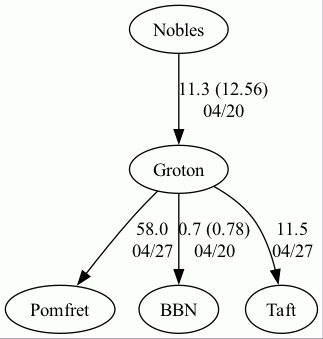 Nobles
11.3 (12.56)
04/20
Groton
58.0
04/27
0.7 (0.78)
04/20
11.5
04/27
Pomfret
BBN
Taft